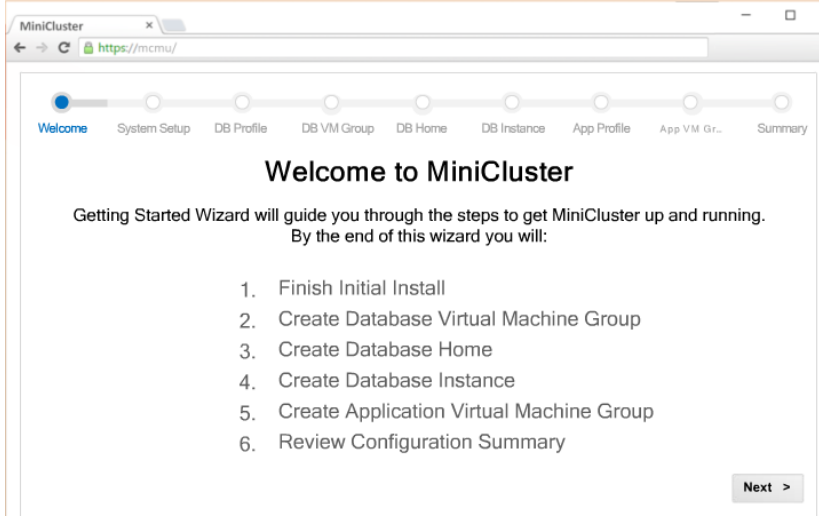 MiniCluster
https://mcmu/
Welcome System Setup DB Profile DB VM Group DB Home DB Instance App Profile App VM Gr... Summary
Welcome to MiniCluster
Getting Started Wizard will guide you through the steps to get MiniCluster up and running.
By the end of this wizard you will:
1. Finish Initial Install
2. Create Database Virtual Machine Group
3. Create Database Home
4. Create Database Instance
5. Create Application Virtual Machine Group
6. Review Configuration Summary
Next >